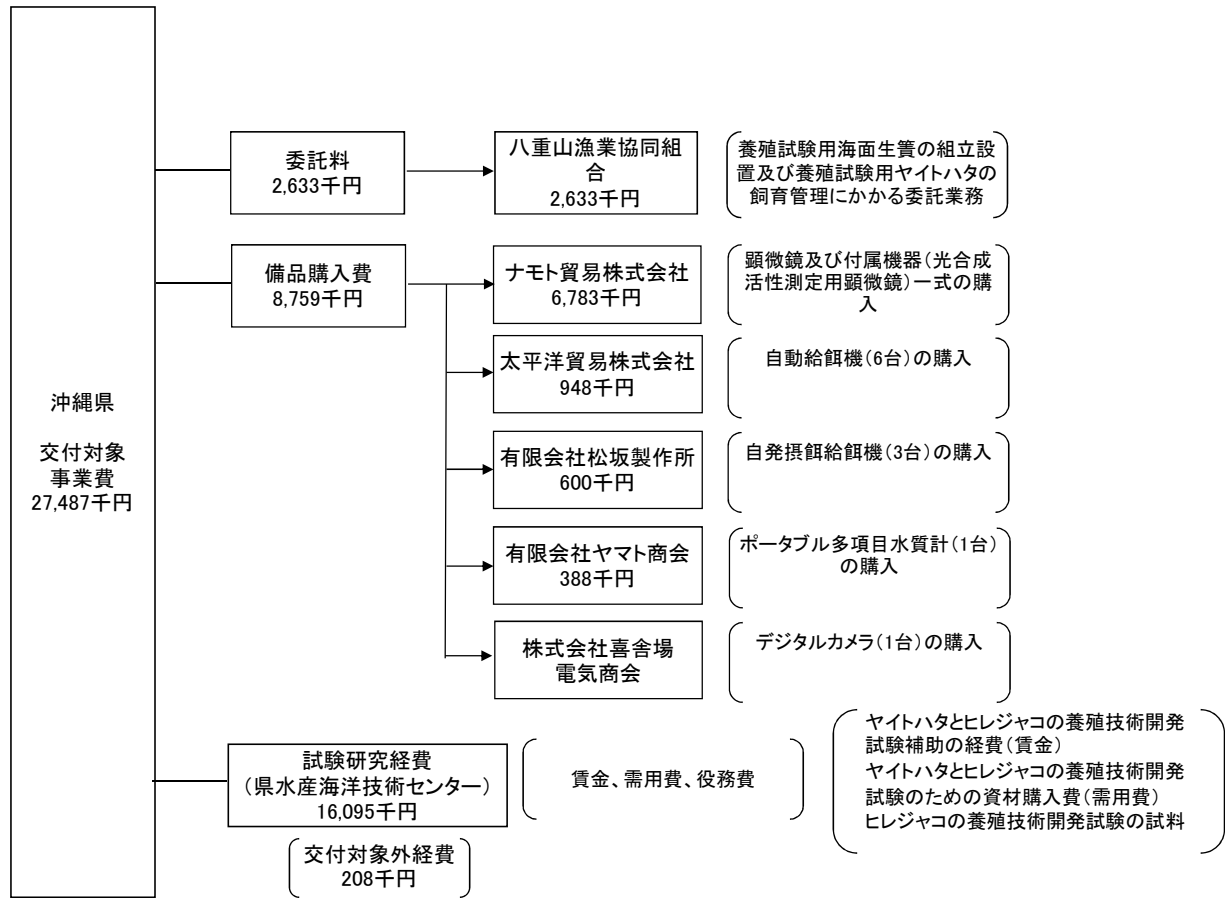 沖縄県
交付対象
事業費
27,487千円
委託料
2,633千円
八重山漁業協同組
合
2,633千円
養殖試験用海面生簀の組立設
置及び養殖試験用ヤイトハタの
飼育管理にかかる委託業務
備品購入費
8,759千円
ナモト貿易株式会社
6,783千円
顕微鏡及び付属機器(光合成
活性測定用顕微鏡)一式の購
入
太平洋貿易株式会社
948千円
自動給餌機(6台)の購入
有限会社松坂製作所
600千円
自発摂餌給餌機(3台)の購入
有限会社ヤマト商会
388千円
ポータブル多項目水質計(1台)
の購入
株式会社喜舎場
電気商会
デジタルカメラ(1台)の購入
試験研究経費
(県水産海洋技術センター)
16,095千円
賃金、需用費、役務費
ヤイトハタとヒレジャコの養殖技術開発
試験補助の経費(賃金)
ヤイトハタとヒレジャコの養殖技術開発
試験のための資材購入費(需用費)
ヒレジャコの養殖技術開発試験の試料
交付対象外経費
208千円